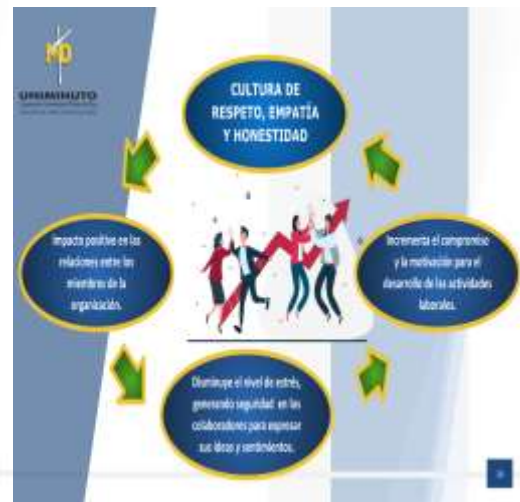 UNIMINUTO
CULTURA DE
RESPETO, EMPATÍA
Y HONESTIDAD
Impacto positivo en las
relaciones entre los
miembros de la
organización.
Incrementa el compromiso
y la motivación para el
desarrollo de las actividades
laborales.
Disminuye el nivel de estrés,
generando seguridad en los
colaboradores para expresar
sus ideas y sentimientos.